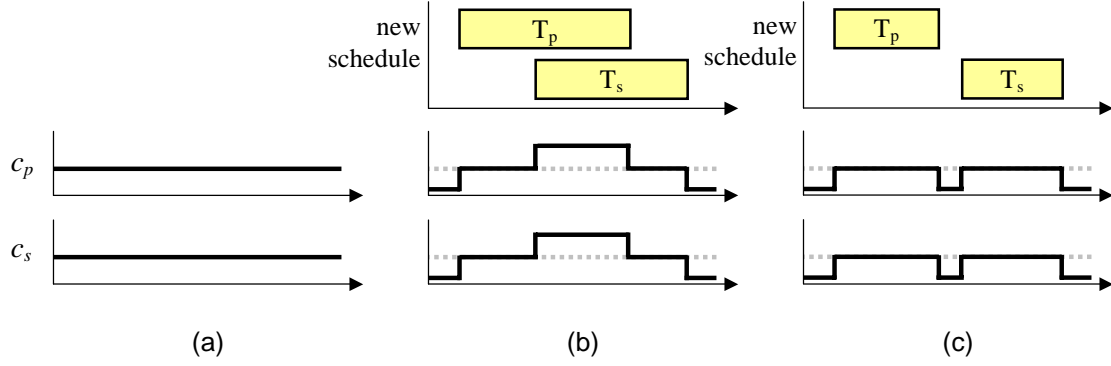 new schedule
T_p
T_s
new schedule
T_p
T_s
c_p
c_s
(a)
(b)
(c)